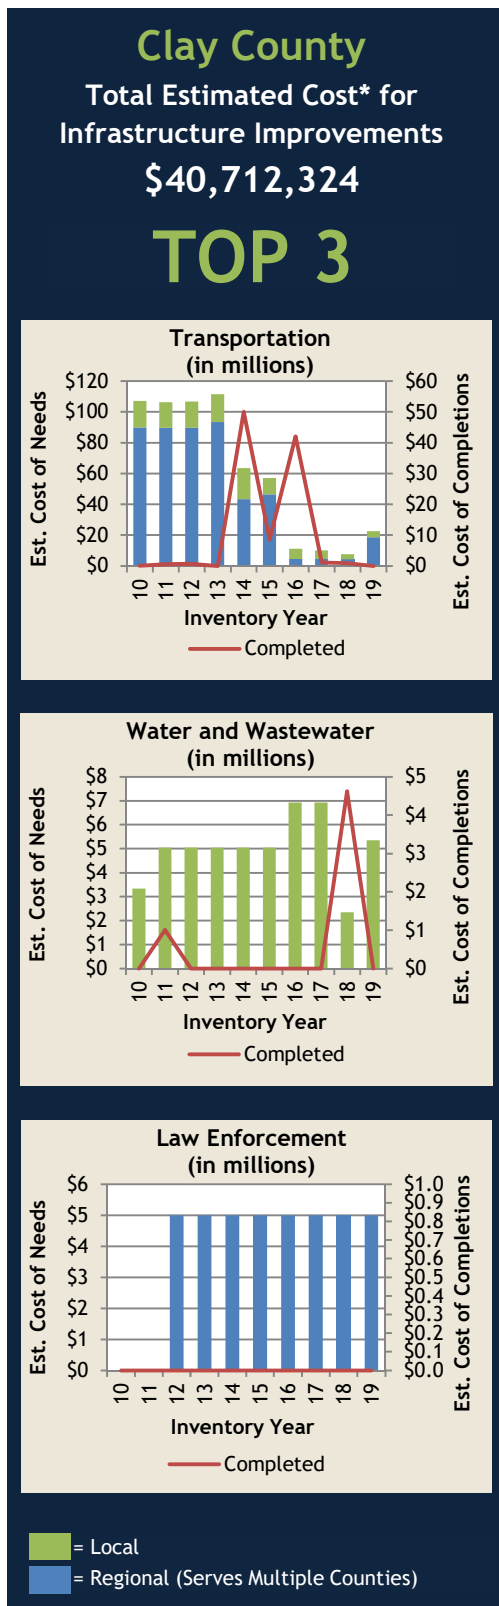 Clay County
Total Estimated Cost* for
Infrastructure Improvements
$40,712,324
TOP 3
Transportation
(in millions)
Est. Cost of Needs
$120
$100
$80
$60
$40
$20
$0
$60
$50
$40
$30
$20
$10
$0
Est. Cost of Completions
10 11 12 13 14 15 16 17 18 19
Inventory Year
Completed
Water and Wastewater
(in millions)
Est. Cost of Needs
$8
$7
$6
$5
$4
$3
$2
$1
$0
$5
$4
$3
$2
$1
$0
Est. Cost of Completions
10 11 12 13 14 15 16 17 18 19
Inventory Year
Completed
Law Enforcement
(in millions)
Est. Cost of Needs
$6
$5
$4
$3
$2
$1
$0
$1.0
$0.9
$0.8
$0.7
$0.6
$0.5
$0.4
$0.3
$0.2
$0.1
$0.0
Est. Cost of Completions
10 11 12 13 14 15 16 17 18 19
Inventory Year
Completed
= Local
= Regional (Serves Multiple Counties)